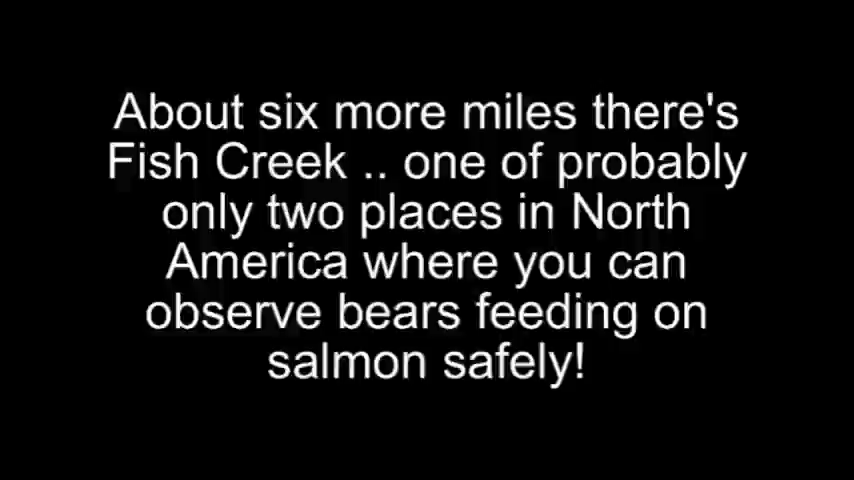 About six more miles there's
Fish Creek .. one of probably
only two places in North
America where you can
observe bears feeding on
salmon safely!